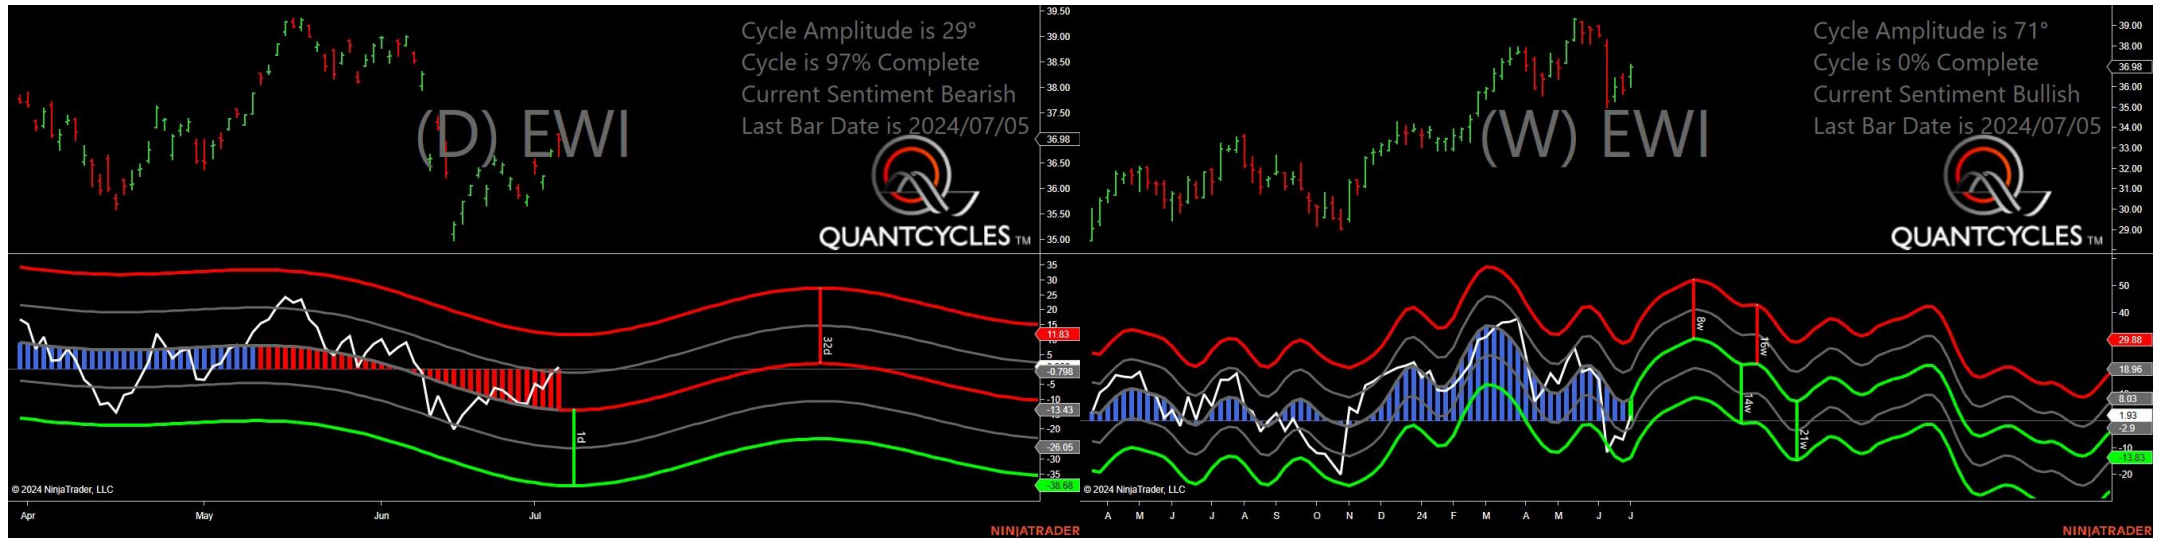 Cycle Amplitude is 29°
Cycle is 97% Complete
Current Sentiment Bearish
Last Bar Date is 2024/07/05
(D) EWI
QUANTCYCLES TM
39.50
39.00
38.50
38.00
37.50
36.98
36.50
36.00
35.50
35.00
35
30
25
20
15
11.83
5
-0.798
-5
-10
-13.43
-20
-26.05
-30
-35
-38.68
32d
1d
© 2024 NinjaTrader, LLC
Apr May Jun Jul
NINJATRADER
Cycle Amplitude is 71°
Cycle is 0% Complete
Current Sentiment Bullish
Last Bar Date is 2024/07/05
(W) EWI
QUANTCYCLES TM
39.00
38.00
36.98
36.00
35.00
34.00
33.00
32.00
31.00
30.00
29.00
50
40
29.88
18.96
8.03
1.93
-2.9
-10
-13.83
-20
8w
16w
14w
21w
© 2024 NinjaTrader, LLC
A M J J A S O N D 24 F M A M J J
NINJATRADER